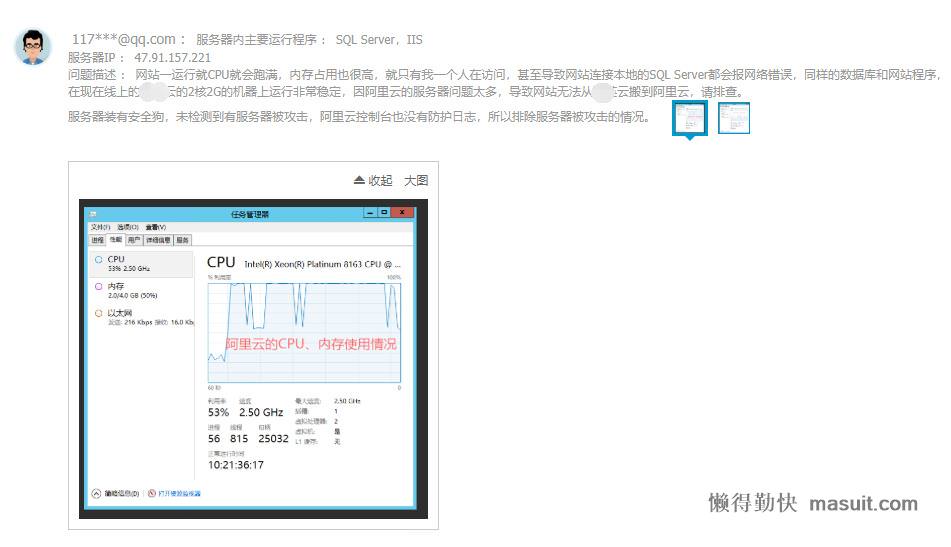 117***@qq.com： 服务器内主要运行程序： SQL Server，IIS
服务器IP： 47.91.157.221
问题描述： 网站一运行就CPU就会跑满，内存占用也很高，就只有我一个人在访问，甚至导致网站连接本地的SQL Server都会报网络错误，同样的数据库和网站程序，
在现在线上的 云的2核2G的机器上运行非常稳定，因阿里云的服务器问题太多，导致网站无法从 云搬到阿里云，请排查。
服务器装有安全狗，未检测到有服务器被攻击，阿里云控制台也没有防护日志，所以排除服务器被攻击的情况。
收起 大图
任务管理器
文件(F) 选项(O) 查看(V)
进程 性能 用户 详细信息 服务
CPU
53% 2.50 GHz
内存
2.0/4.0 GB (50%)
以太网
发送: 216 Kbps 接收: 16.0 Kb
CPU Intel(R) Xeon(R) Platinum 8163 CPU @ ...
% 利用率 100%
阿里云的CPU、内存使用情况
60 秒 0
利用率 速度
53% 2.50 GHz
进程 线程 句柄
56 815 25032
正常运行时间
10:21:36:17
最大速度: 2.50 GHz
插槽: 1
虚拟处理器: 2
虚拟机: 是
L1 缓存: 无
简略信息(D) 打开资源监视器
懒得勤快 masuit.com